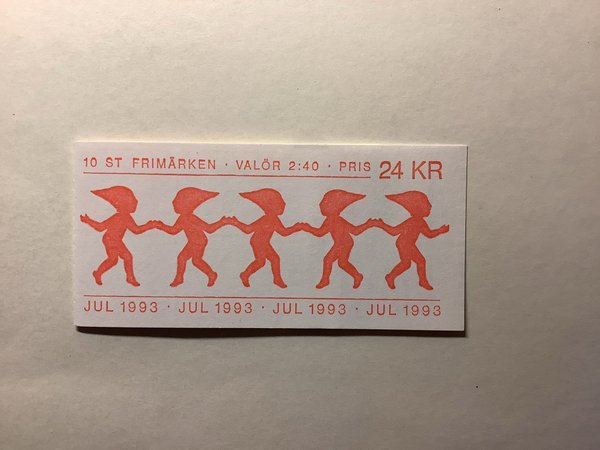 10 ST FRIMÄRKEN · VALÖR 2:40 · PRIS 24 KR
JUL 1993 · JUL 1993 · JUL 1993 · JUL 1993